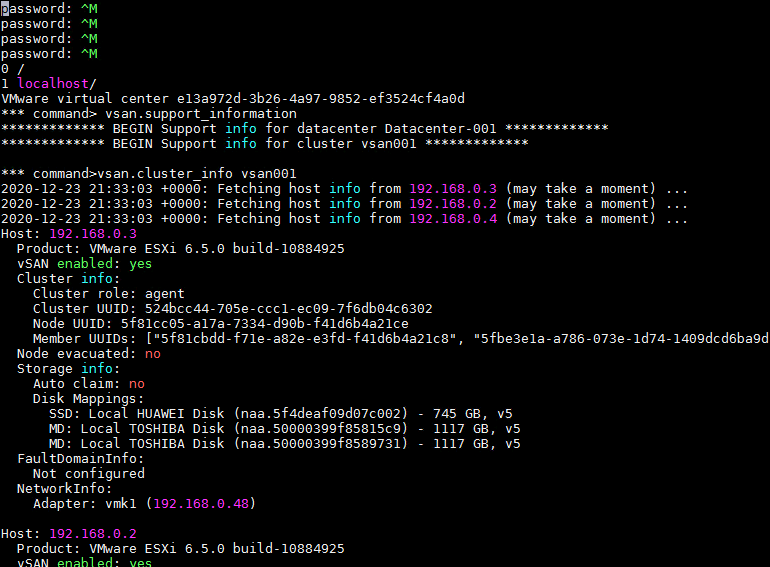 password: ^M
password: ^M
password: ^M
password: ^M
0 /
1 localhost/
VMware virtual center e13a972d-3b26-4a97-9852-ef3524cf4a0d
*** command> vsan.support_information
************* BEGIN Support info for datacenter Datacenter-001 *************
************* BEGIN Support info for cluster vsan001 *************
*** command>vsan.cluster_info vsan001
2020-12-23 21:33:03 +0000: Fetching host info from 192.168.0.3 (may take a moment) ...
2020-12-23 21:33:03 +0000: Fetching host info from 192.168.0.2 (may take a moment) ...
2020-12-23 21:33:03 +0000: Fetching host info from 192.168.0.4 (may take a moment) ...
Host: 192.168.0.3
Product: VMware ESXi 6.5.0 build-10884925
vSAN enabled: yes
Cluster info:
Cluster role: agent
Cluster UUID: 524bcc44-705e-ccc1-ec09-7f6db04c6302
Node UUID: 5f81cc05-a17a-7334-d90b-f41d6b4a21ce
Member UUIDs: ["5f81cbdd-f71e-a82e-e3fd-f41d6b4a21c8", "5fbe3e1a-a786-073e-1d74-1409dcd6ba9d
Node evacuated: no
Storage info:
Auto claim: no
Disk Mappings:
SSD: Local HUAWEI Disk (naa.5f4deaf09d07c002) - 745 GB, v5
MD: Local TOSHIBA Disk (naa.50000399f85815c9) - 1117 GB, v5
MD: Local TOSHIBA Disk (naa.50000399f8589731) - 1117 GB, v5
FaultDomainInfo:
Not configured
NetworkInfo:
Adapter: vmk1 (192.168.0.48)
Host: 192.168.0.2
Product: VMware ESXi 6.5.0 build-10884925
vSAN enabled: yes